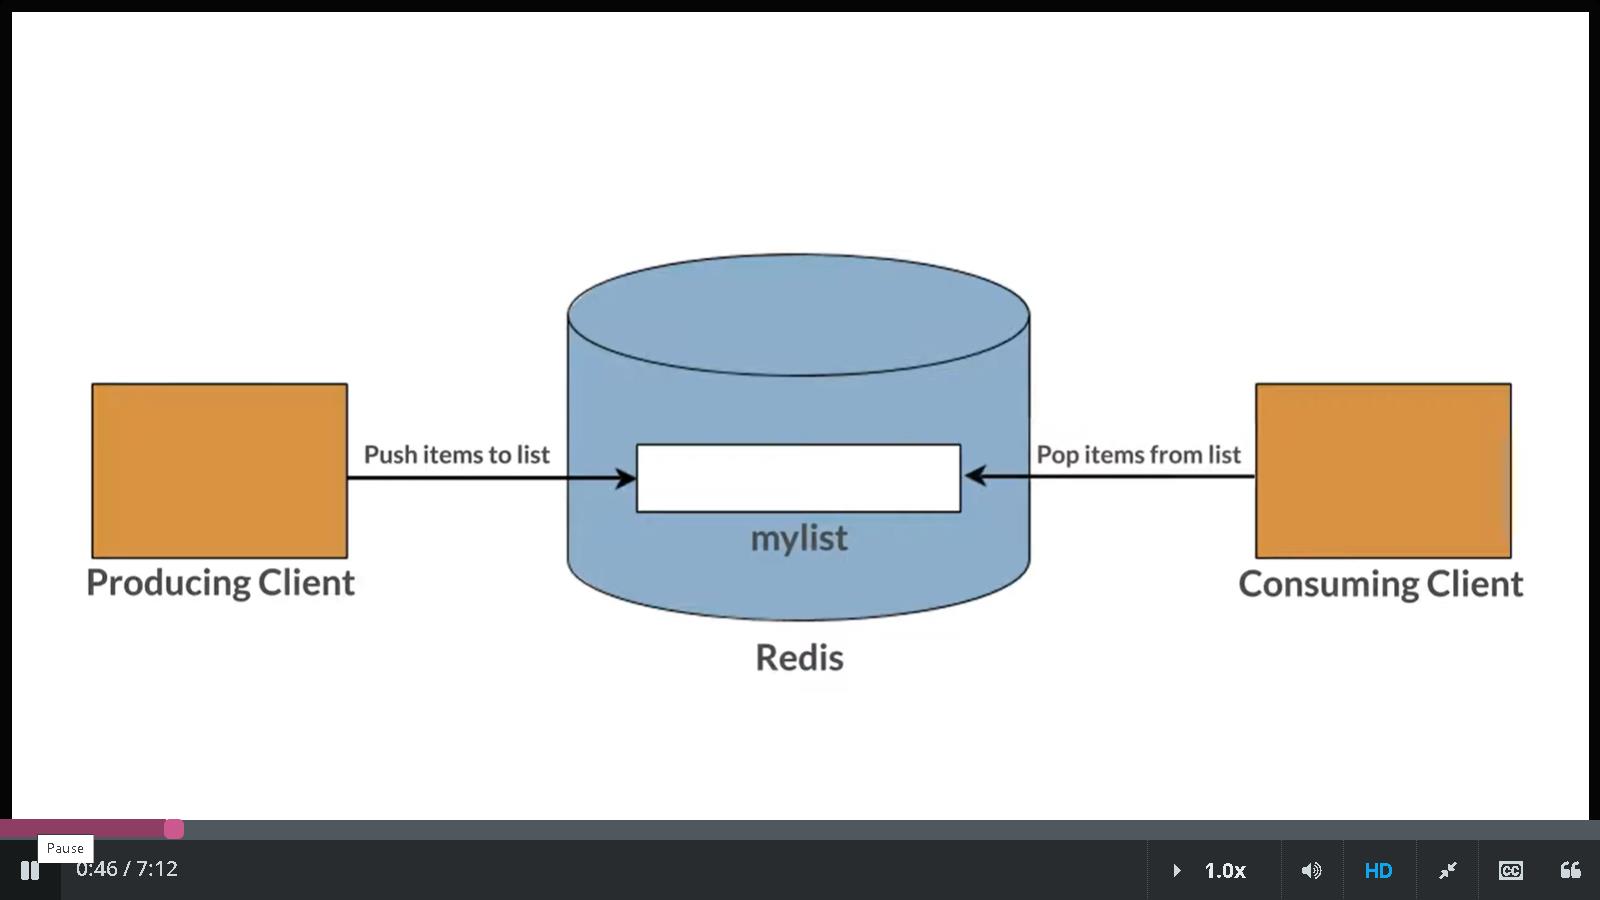 Push items to list
Pop items from list
mylist
Producing Client
Consuming Client
Redis
Pause
0:46 / 7:12
1.0x
HD
CC